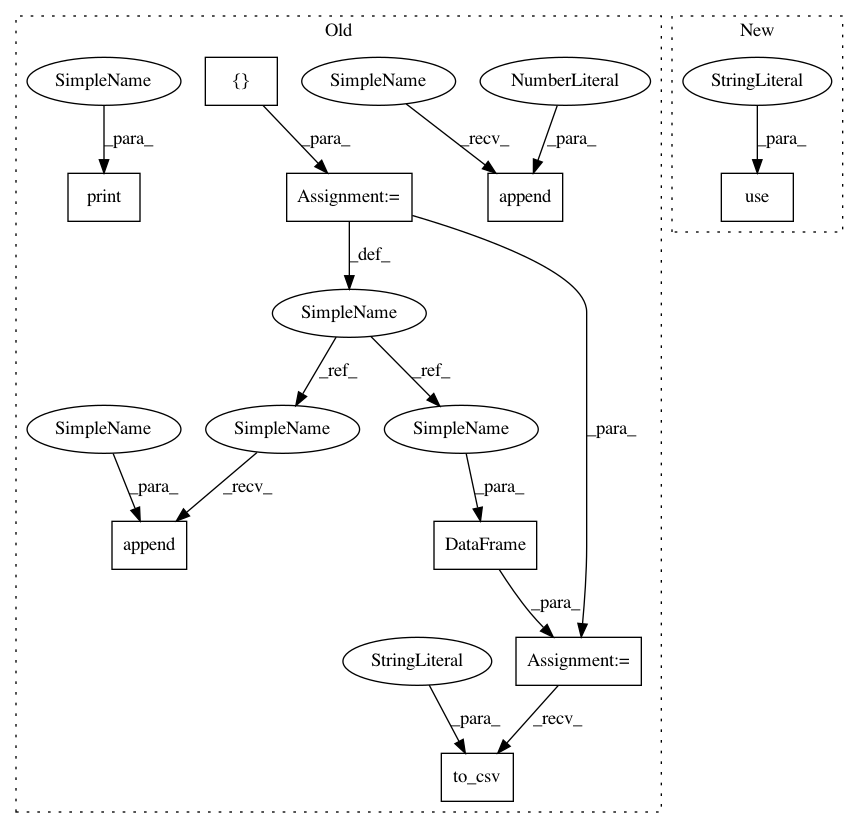 Old
New
SimpleName
{}
SimpleName
NumberLiteral
StringLiteral
_para_
_para_
_recv_
_para_
_para_
print
Assignment:=
append
use
_def_
SimpleName
_ref_
_ref_
_para_
SimpleName
SimpleName
SimpleName
_para_
_recv_
_para_
append
DataFrame
_para_
StringLiteral
Assignment:=
_para_
_recv_
to_csv